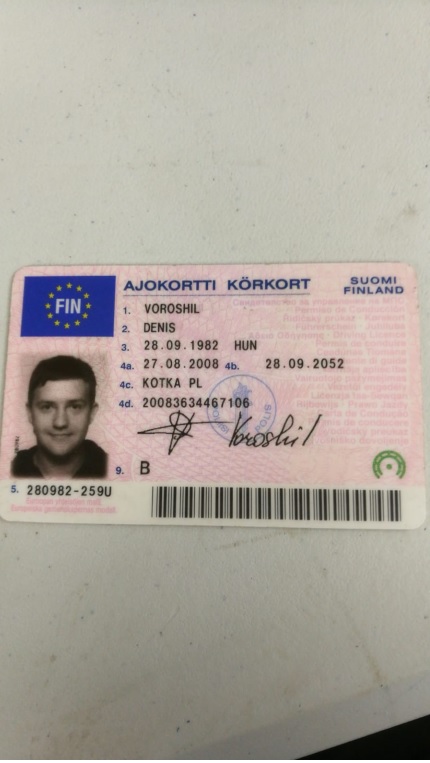 FIN
AJOKORTTI KÖRKORT
SUOMI
FINLAND
1. VOROSHIL
2. DENIS
3. 28.09.1982 HUN
4a. 27.08.2008 4b. 28.09.2052
4c. KOTKA PL
4d. 20083634467106
Voroshil
9. B
5. 280982-259U